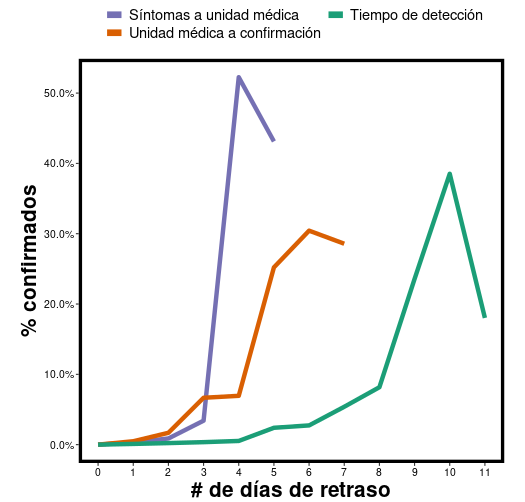 Síntomas a unidad médica Tiempo de detección
Unidad médica a confirmación
% confirmados
50.0%
40.0%
30.0%
20.0%
10.0%
0.0%
0 1 2 3 4 5 6 7 8 9 10 11
# de días de retraso